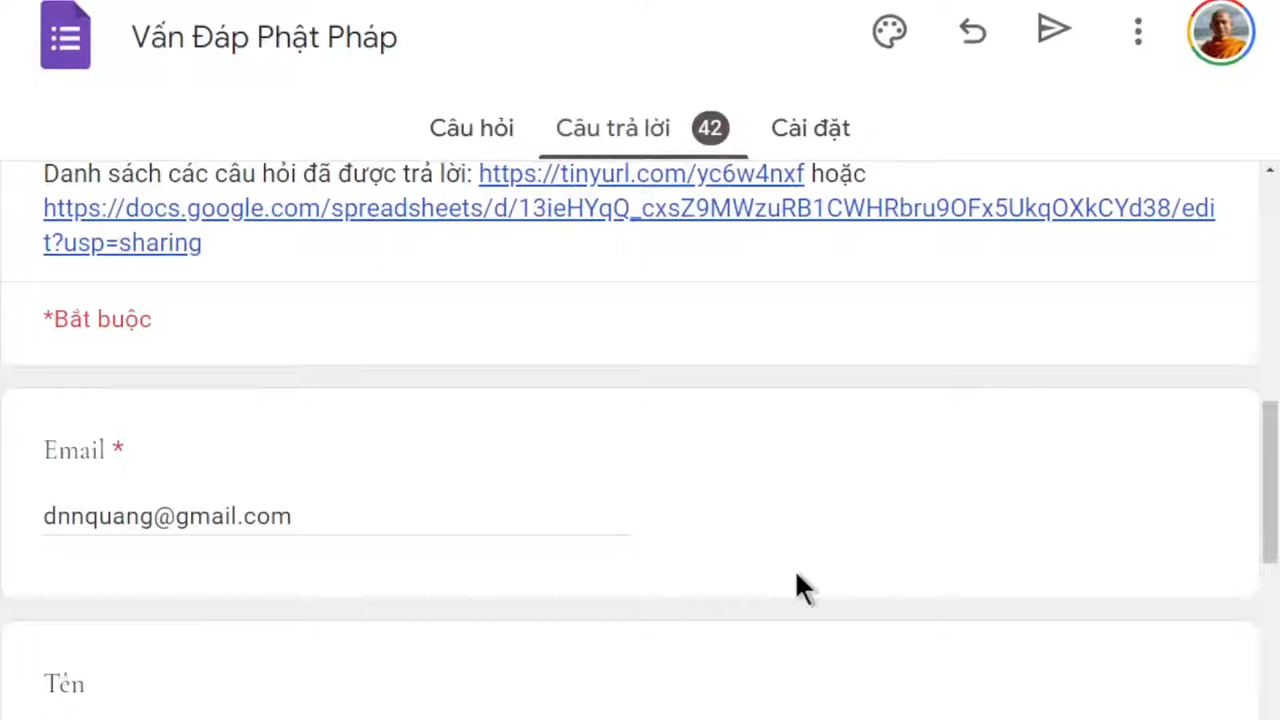 Vấn Đáp Phật Pháp
Câu hỏi
Câu trả lời 42
Cài đặt
Danh sách các câu hỏi đã được trả lời: https://tinyurl.com/yc6w4nxf hoặc
https://docs.google.com/spreadsheets/d/13ieHYqQ_cxsZ9MWzuRB1CWHRbru9OFx5UkqOXkCYd38/edi
t?usp=sharing
*Bắt buộc
Email *
dnnquang@gmail.com
Tên